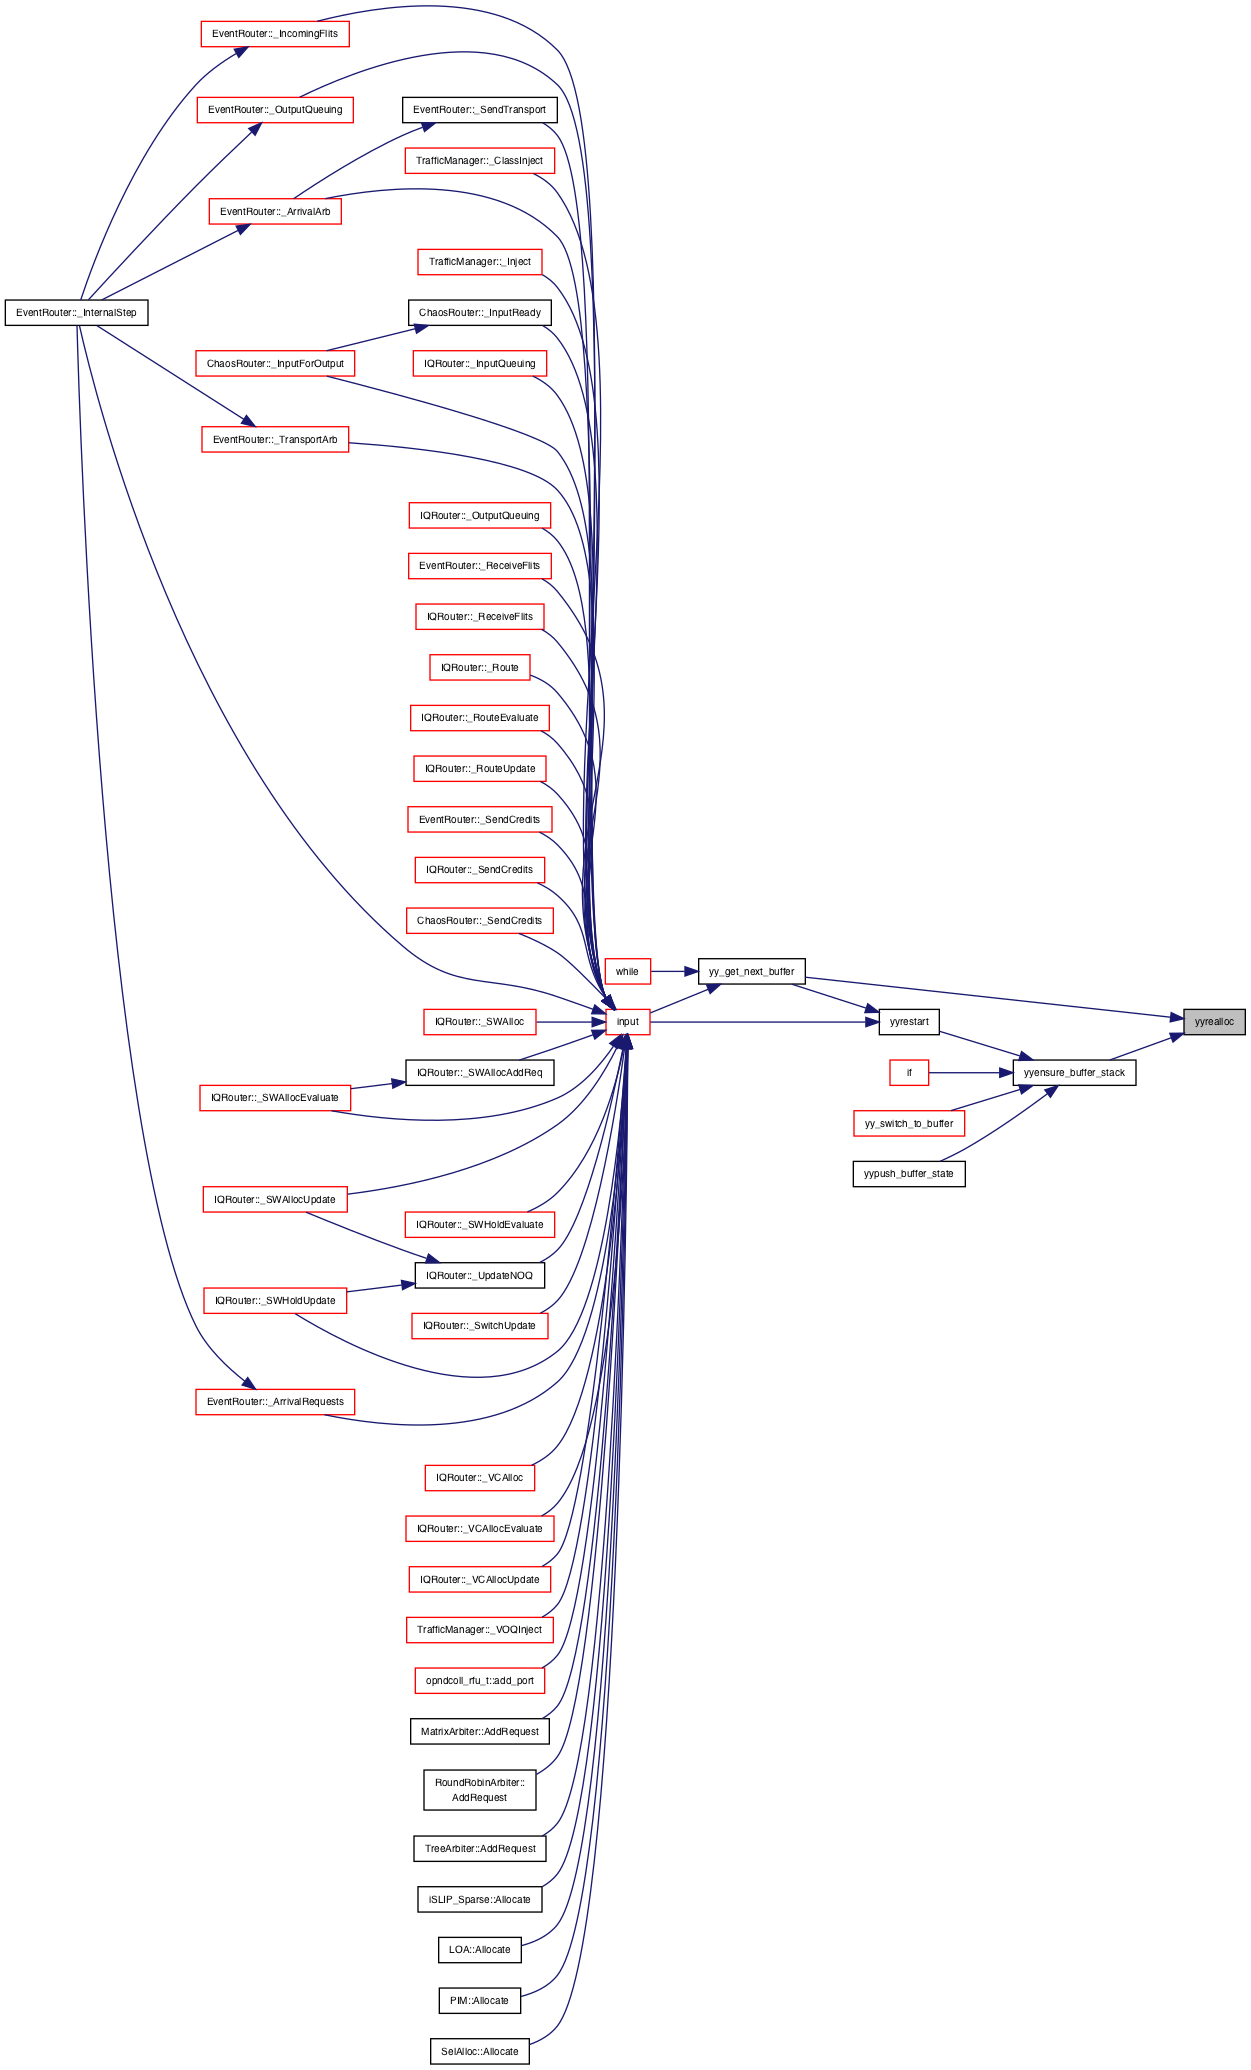 EventRouter::_IncomingFlits
EventRouter::_OutputQueuing
EventRouter::_SendTransport
TrafficManager::_ClassInject
EventRouter::_ArrivalArb
TrafficManager::_Inject
EventRouter::_InternalStep
ChaosRouter::_InputReady
ChaosRouter::_InputForOutput
IQRouter::_InputQueuing
EventRouter::_TransportArb
IQRouter::_OutputQueuing
EventRouter::_ReceiveFlits
IQRouter::_ReceiveFlits
IQRouter::_Route
IQRouter::_RouteEvaluate
IQRouter::_RouteUpdate
EventRouter::_SendCredits
IQRouter::_SendCredits
ChaosRouter::_SendCredits
while
yy_get_next_buffer
IQRouter::_SWAlloc
input
yyrestart
yyrealloc
IQRouter::_SWAllocAddReq
if
yyensure_buffer_stack
IQRouter::_SWAllocEvaluate
yy_switch_to_buffer
yypush_buffer_state
IQRouter::_SWAllocUpdate
IQRouter::_SWHoldEvaluate
IQRouter::_UpdateNOQ
IQRouter::_SWHoldUpdate
IQRouter::_SwitchUpdate
EventRouter::_ArrivalRequests
IQRouter::_VCAlloc
IQRouter::_VCAllocEvaluate
IQRouter::_VCAllocUpdate
TrafficManager::_VOQInject
opndcoll_rfu_t::add_port
MatrixArbiter::AddRequest
RoundRobinArbiter::
AddRequest
TreeArbiter::AddRequest
iSLIP_Sparse::Allocate
LOA::Allocate
PIM::Allocate
SelAlloc::Allocate